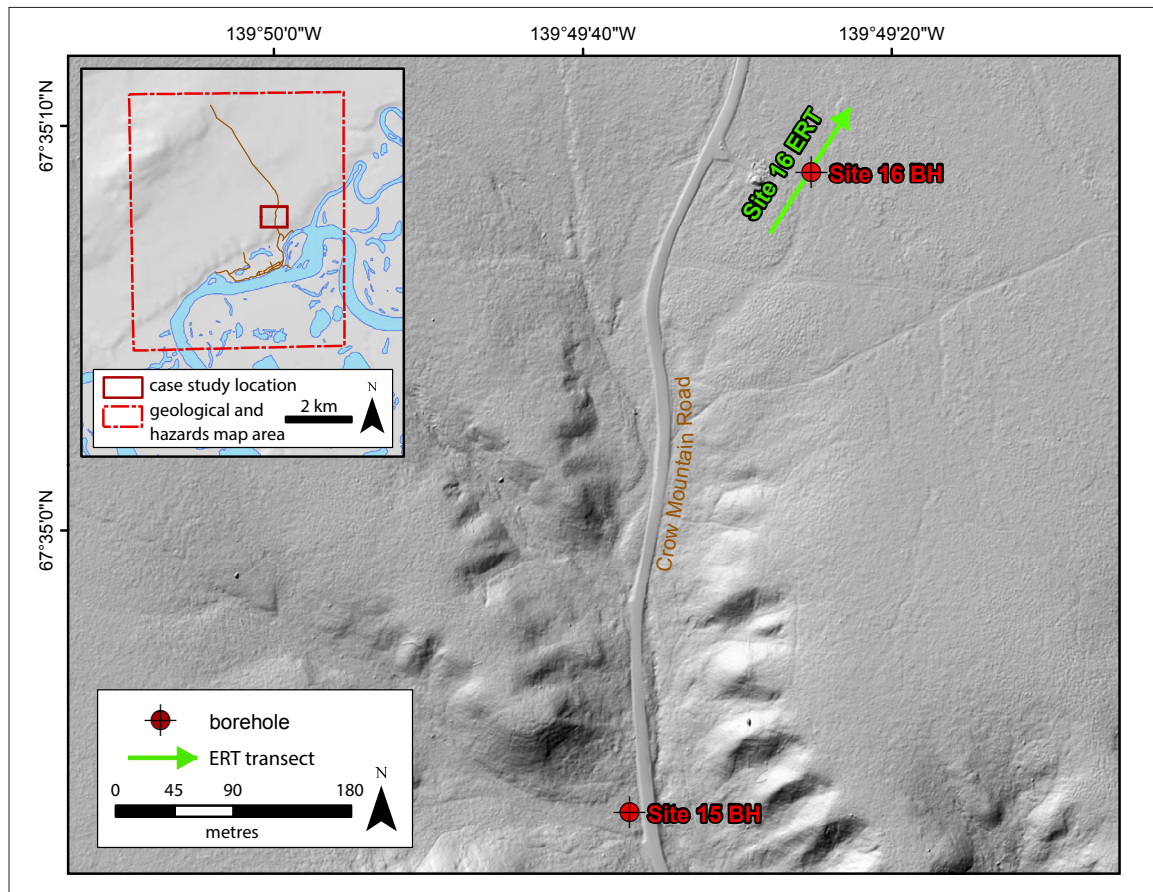 139°50'0"W
139°49'40"W
139°49'20"W
67°35'10"N
67°35'0"N
case study location
geological and
hazards map area
2 km
N
Site 16 ERT
Site 16 BH
Crow Mountain Road
Site 15 BH
borehole
ERT transect
0 45 90 180
metres
N